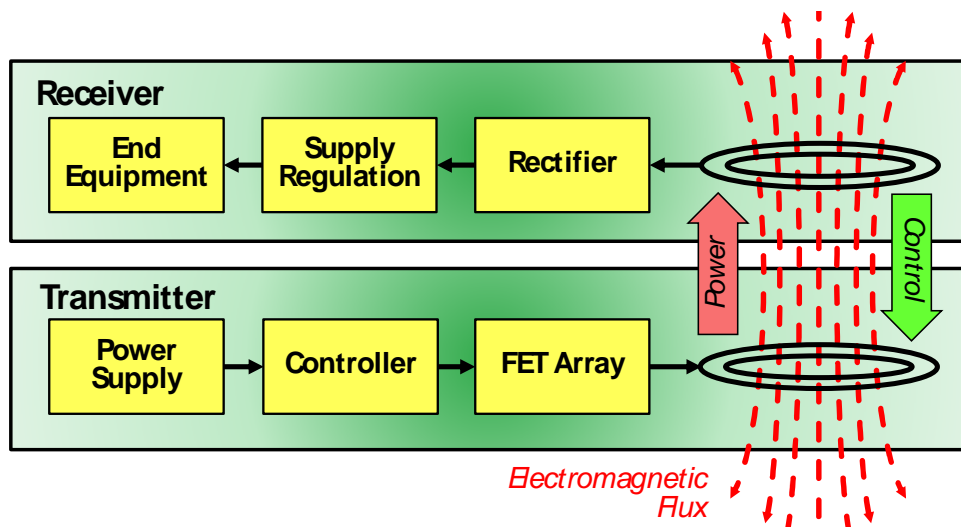 Receiver
End
Equipment
Supply
Regulation
Rectifier
Power
Control
Transmitter
Power
Supply
Controller
FET Array
Electromagnetic
Flux